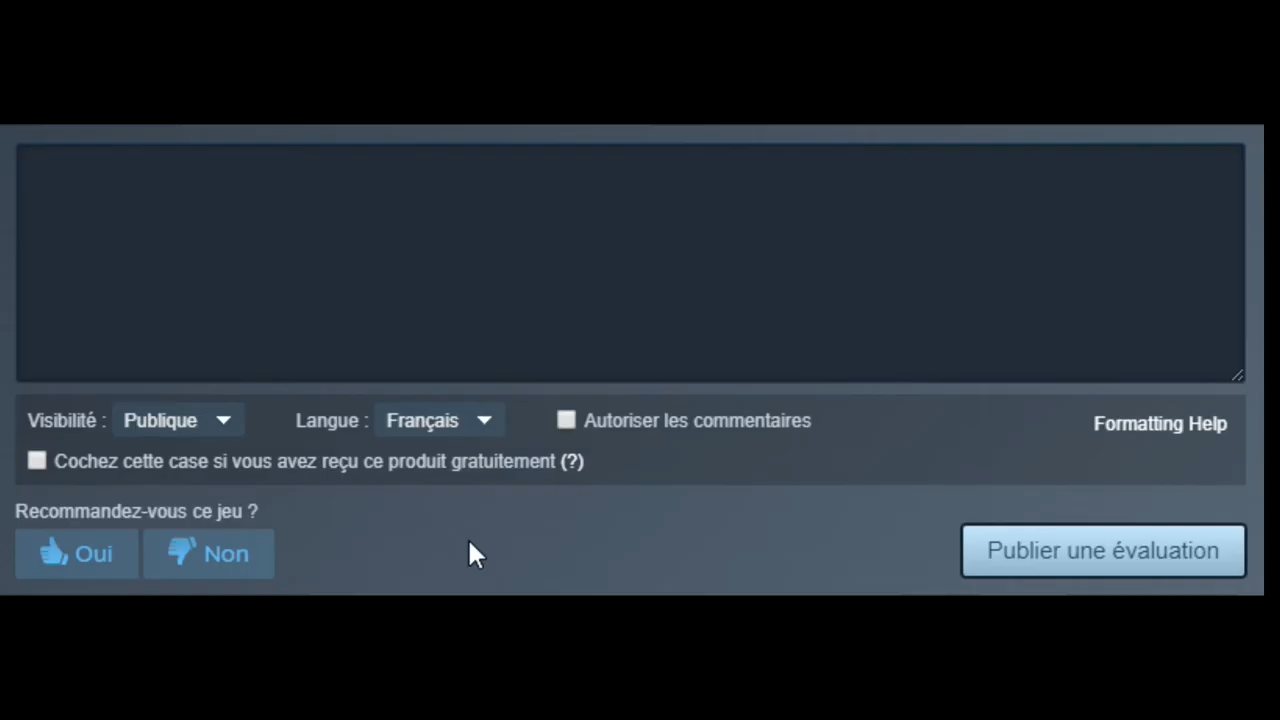 Visibilité : Publique Langue : Français Autoriser les commentaires Formatting Help
Cochez cette case si vous avez reçu ce produit gratuitement (?)
Recommandez-vous ce jeu ?
Oui Non Publier une évaluation